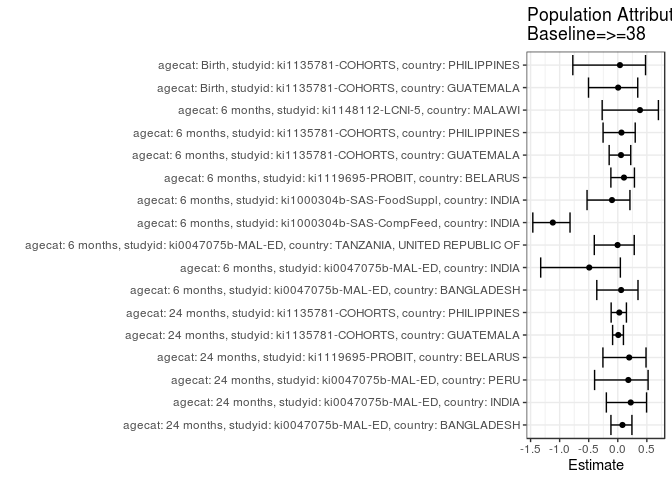 Population Attribut
Baseline=>=38
agecat: Birth, studyid: ki1135781-COHORTS, country: PHILIPPINES
agecat: Birth, studyid: ki1135781-COHORTS, country: GUATEMALA
agecat: 6 months, studyid: ki1148112-LCNI-5, country: MALAWI
agecat: 6 months, studyid: ki1135781-COHORTS, country: PHILIPPINES
agecat: 6 months, studyid: ki1135781-COHORTS, country: GUATEMALA
agecat: 6 months, studyid: ki1119695-PROBIT, country: BELARUS
agecat: 6 months, studyid: ki1000304b-SAS-FoodSuppl, country: INDIA
agecat: 6 months, studyid: ki1000304b-SAS-CompFeed, country: INDIA
agecat: 6 months, studyid: ki0047075b-MAL-ED, country: TANZANIA, UNITED REPUBLIC OF
agecat: 6 months, studyid: ki0047075b-MAL-ED, country: INDIA
agecat: 6 months, studyid: ki0047075b-MAL-ED, country: BANGLADESH
agecat: 24 months, studyid: ki1135781-COHORTS, country: PHILIPPINES
agecat: 24 months, studyid: ki1135781-COHORTS, country: GUATEMALA
agecat: 24 months, studyid: ki1119695-PROBIT, country: BELARUS
agecat: 24 months, studyid: ki0047075b-MAL-ED, country: PERU
agecat: 24 months, studyid: ki0047075b-MAL-ED, country: INDIA
agecat: 24 months, studyid: ki0047075b-MAL-ED, country: BANGLADESH
-1.5 -1.0 -0.5 0.0 0.5
Estimate